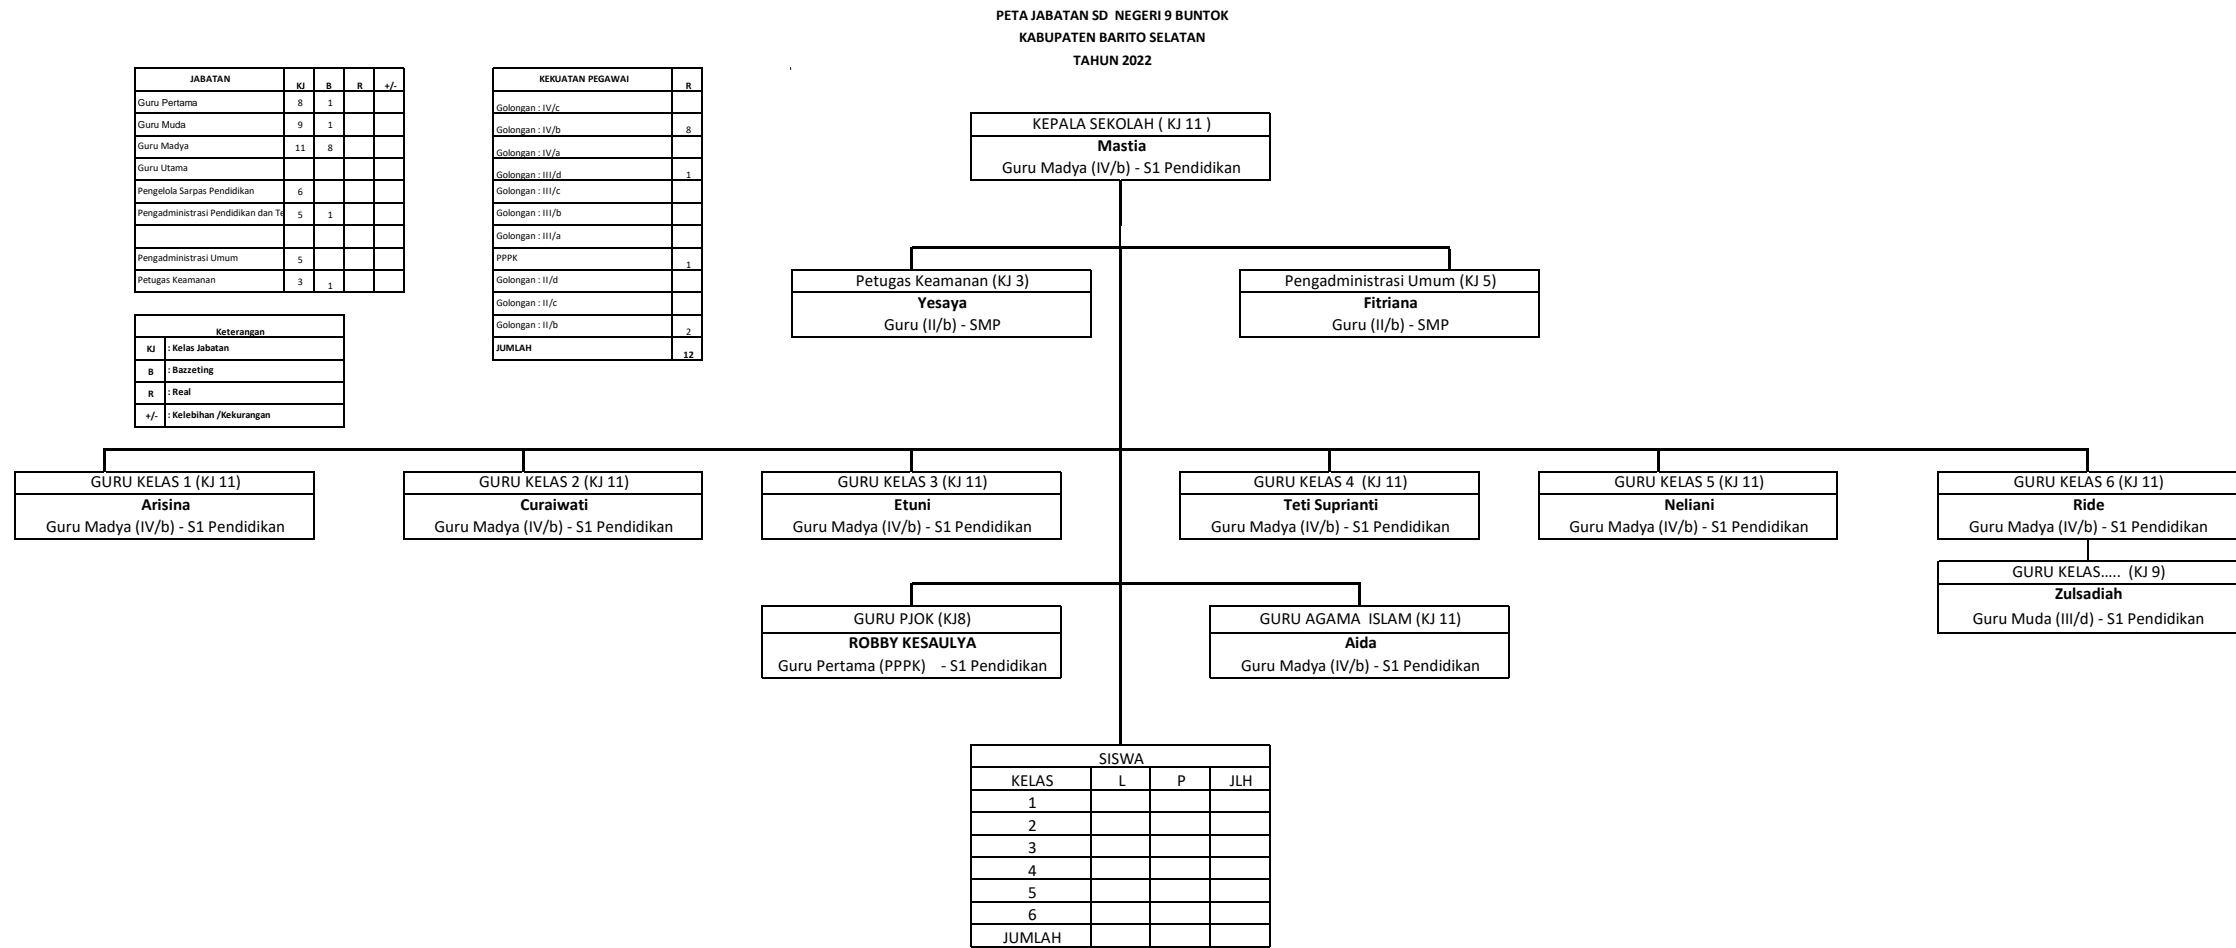 PETA JABATAN SD NEGERI 9 BUNTOK
KABUPATEN BARITO SELATAN
TAHUN 2022
JABATAN KJ B R +/-
Guru Pertama 8 1
Guru Muda 9 1
Guru Madya 11 8
Guru Utama
Pengelola Sarpas Pendidikan 6
Pengadministrasi Pendidikan dan Te 5 1
Pengadministrasi Umum 5
Petugas Keamanan 3 1
Keterangan
KJ : Kelas Jabatan
B : Bazzeting
R : Real
+/- : Kelebihan /Kekurangan
KEKUATAN PEGAWAI R
Golongan : IV/c
Golongan : IV/b 8
Golongan : IV/a
Golongan : III/d 1
Golongan : III/c
Golongan : III/b
Golongan : III/a
PPPK 1
Golongan : II/d
Golongan : II/c
Golongan : II/b 2
JUMLAH 12
KEPALA SEKOLAH ( KJ 11 )
Mastia
Guru Madya (IV/b) - S1 Pendidikan
Petugas Keamanan (KJ 3)
Yesaya
Guru (II/b) - SMP
Pengadministrasi Umum (KJ 5)
Fitriana
Guru (II/b) - SMP
GURU KELAS 1 (KJ 11)
Arisina
Guru Madya (IV/b) - S1 Pendidikan
GURU KELAS 2 (KJ 11)
Curaiwati
Guru Madya (IV/b) - S1 Pendidikan
GURU KELAS 3 (KJ 11)
Etuni
Guru Madya (IV/b) - S1 Pendidikan
GURU KELAS 4 (KJ 11)
Teti Suprianti
Guru Madya (IV/b) - S1 Pendidikan
GURU KELAS 5 (KJ 11)
Neliani
Guru Madya (IV/b) - S1 Pendidikan
GURU KELAS 6 (KJ 11)
Ride
Guru Madya (IV/b) - S1 Pendidikan
GURU KELAS..... (KJ 9)
Zulsadiah
Guru Muda (III/d) - S1 Pendidikan
GURU PJOK (KJ8)
ROBBY KESAULYA
Guru Pertama (PPPK) - S1 Pendidikan
GURU AGAMA ISLAM (KJ 11)
Aida
Guru Madya (IV/b) - S1 Pendidikan
SISWA
KELAS L P JLH
1
2
3
4
5
6
JUMLAH